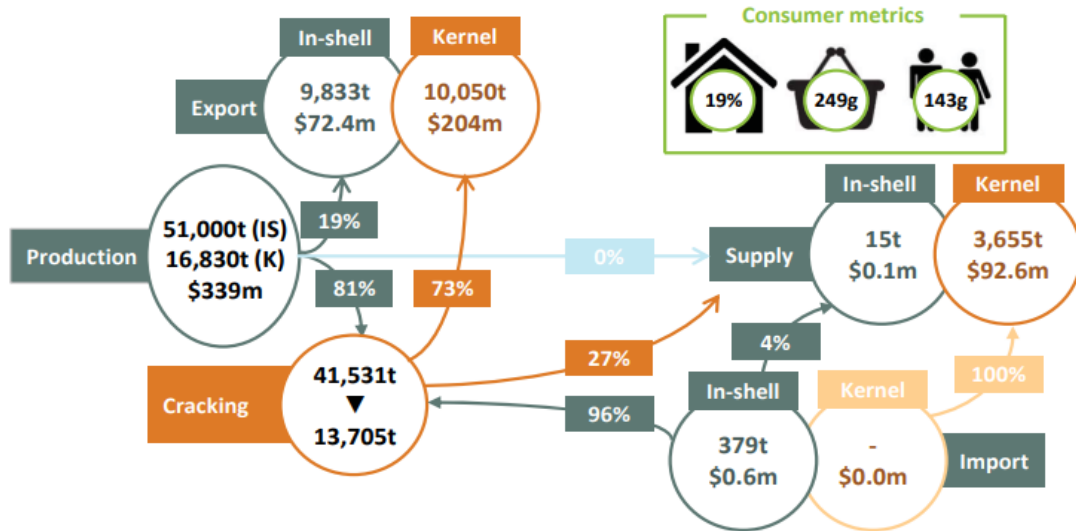 Consumer metrics
In-shell
Kernel
Export
9,833t
$72.4m
10,050t
$204m
19%
249g
143g
Production
51,000t (IS)
16,830t (K)
$339m
19%
81%
73%
0%
Supply
In-shell
Kernel
15t
$0.1m
3,655t
$92.6m
Cracking
41,531t
▼
13,705t
27%
96%
4%
100%
In-shell
Kernel
379t
$0.6m
-
$0.0m
Import